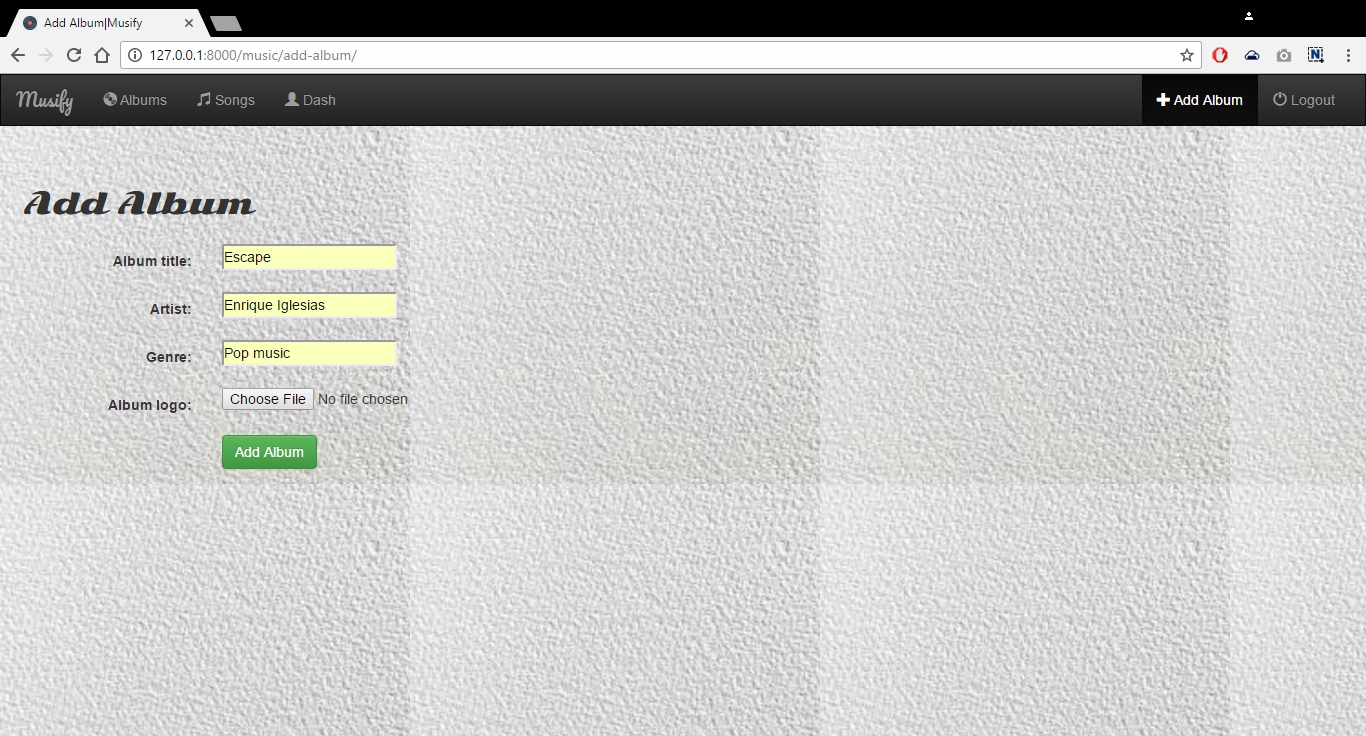 Add Album|Musify
127.0.0.1:8000/music/add-album/
Musify Albums Songs Dash Add Album Logout
Add Album
Album title: Escape
Artist: Enrique Iglesias
Genre: Pop music
Album logo: Choose File No file chosen
Add Album